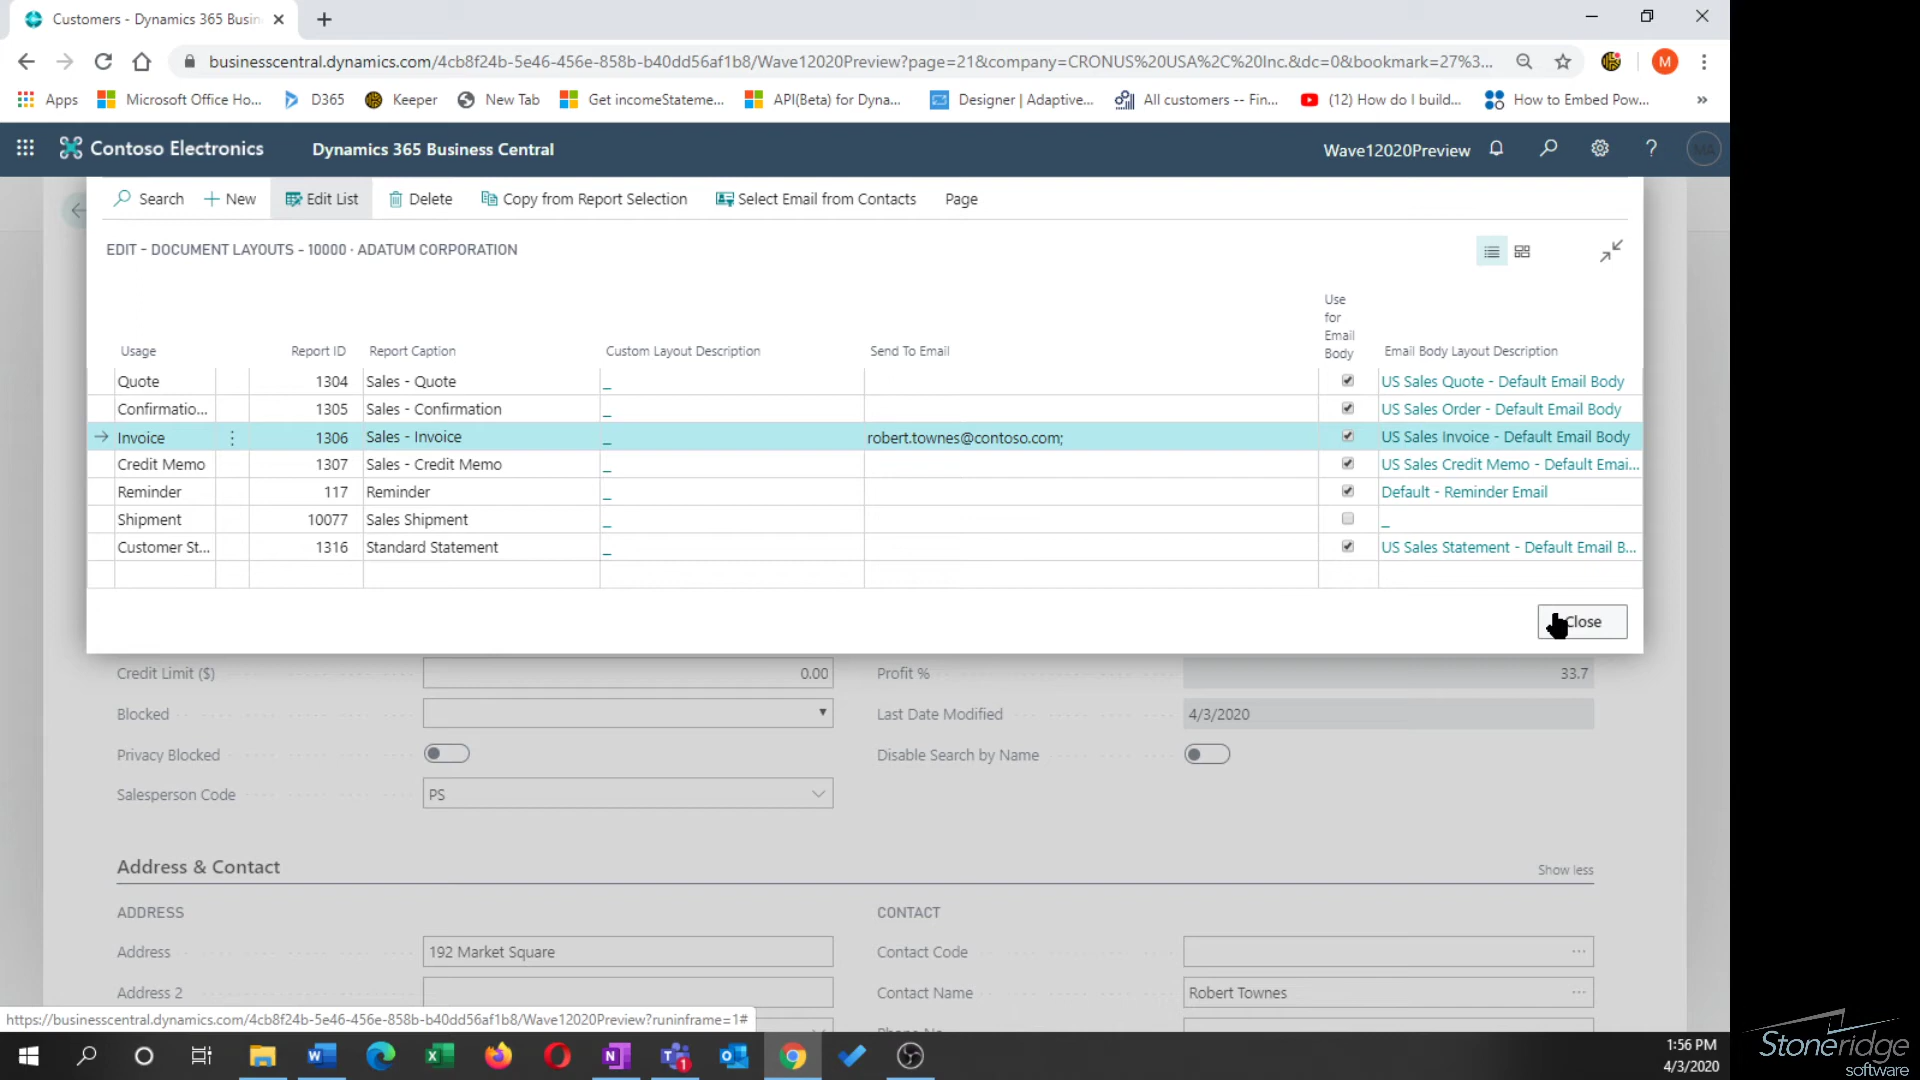 Customers - Dynamics 365 Busin
businesscentral.dynamics.com/4cb8f24b-5e46-456e-858b-b40dd56af1b8/Wave12020Preview?page=21&company=CRONUS%20USA%2C%20Inc.&dc=0&bookmark=27%3...
M
Apps Microsoft Office Ho... D365 Keeper New Tab Get incomeStateme... API(Beta) for Dyna... Designer | Adaptive... All customers -- Fin... (12) How do I build... How to Embed Pow... »
Contoso Electronics Dynamics 365 Business Central Wave12020Preview ? MA
Search New Edit List Delete Copy from Report Selection Select Email from Contacts Page
EDIT - DOCUMENT LAYOUTS - 10000 · ADATUM CORPORATION
Usage Report ID Report Caption Custom Layout Description Send To Email Use for Email Body Email Body Layout Description
Quote 1304 Sales - Quote _ US Sales Quote - Default Email Body
Confirmatio... 1305 Sales - Confirmation _ US Sales Order - Default Email Body
Invoice 1306 Sales - Invoice _ robert.townes@contoso.com; US Sales Invoice - Default Email Body
Credit Memo 1307 Sales - Credit Memo _ US Sales Credit Memo - Default Emai...
Reminder 117 Reminder _ Default - Reminder Email
Shipment 10077 Sales Shipment _ _
Customer St... 1316 Standard Statement _ US Sales Statement - Default Email B...
Close
Credit Limit ($) 0.00 Profit % 33.7
Blocked Last Date Modified 4/3/2020
Privacy Blocked Disable Search by Name
Salesperson Code PS
Address & Contact Show less
ADDRESS CONTACT
Address 192 Market Square Contact Code
Address 2 Contact Name Robert Townes
https://businesscentral.dynamics.com/4cb8f24b-5e46-456e-858b-b40dd56af1b8/Wave12020Preview?runinframe=1#
1:56 PM
4/3/2020
Stoneridge
software